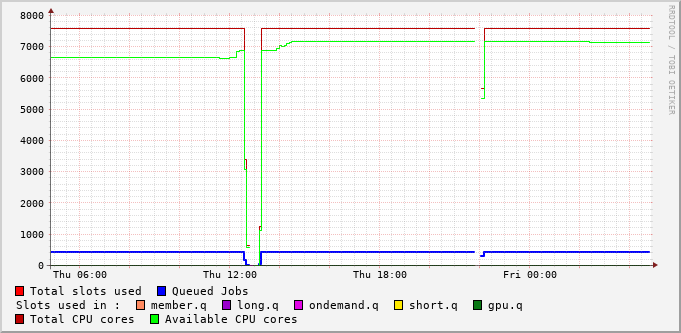 8000
7000
6000
5000
4000
3000
2000
1000
0
Thu 06:00 Thu 12:00 Thu 18:00 Fri 00:00
RRDTOOL / TOBI OETIKER
Total slots used Queued Jobs
Slots used in : member.q long.q ondemand.q short.q gpu.q
Total CPU cores Available CPU cores